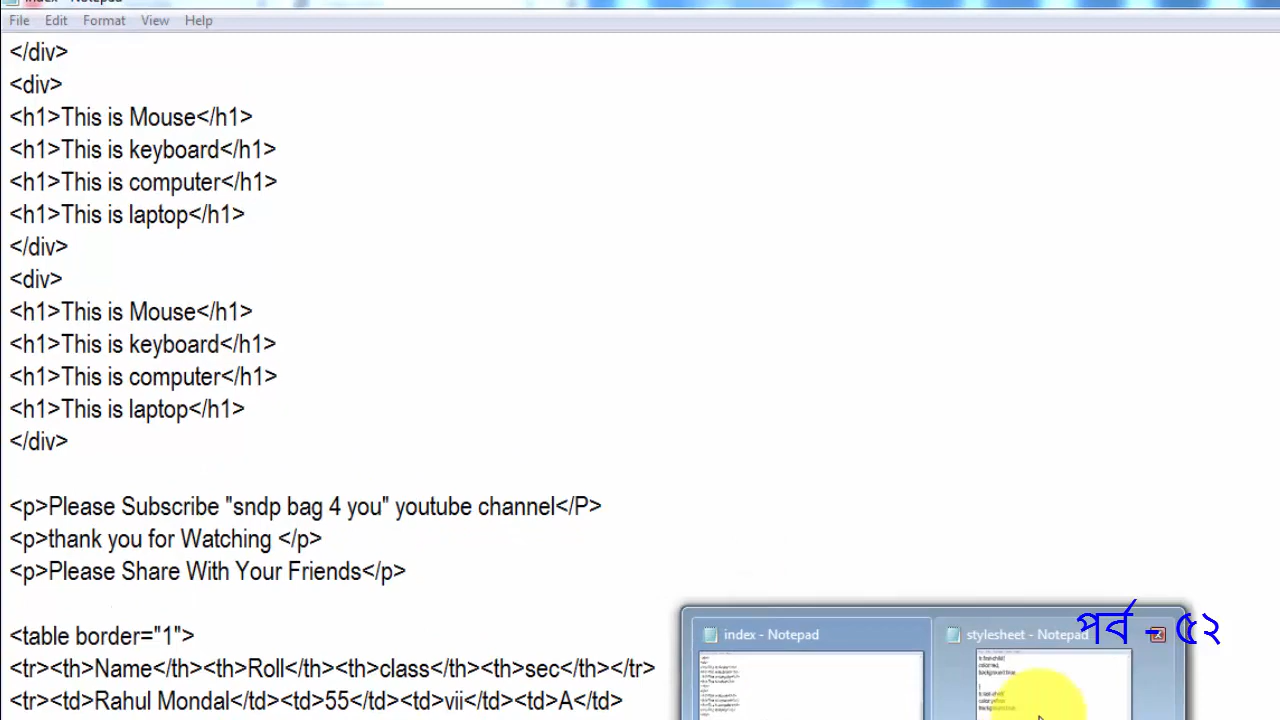 index - Notepad
File Edit Format View Help
</div>
<div>
<h1>This is Mouse</h1>
<h1>This is keyboard</h1>
<h1>This is computer</h1>
<h1>This is laptop</h1>
</div>
<div>
<h1>This is Mouse</h1>
<h1>This is keyboard</h1>
<h1>This is computer</h1>
<h1>This is laptop</h1>
</div>
<p>Please Subscribe "sndp bag 4 you" youtube channel</P>
<p>thank you for Watching </p>
<p>Please Share With Your Friends</p>
<table border="1">
<tr><th>Name</th><th>Roll</th><th>class</th><th>sec</th></tr>
<tr><td>Rahul Mondal</td><td>55</td><td>vii</td><td>A</td>
index - Notepad
stylesheet - Notepad
পর্ব - ৫২